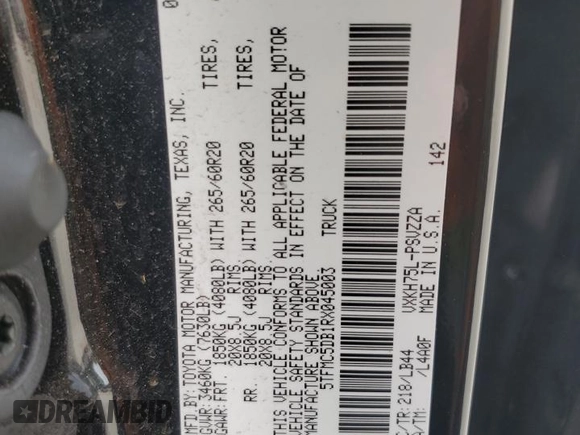 MFD.BY:TOYOTA MOTOR MANUFACTURING, TEXAS, INC.
GVWR:3460KG(7630LB)
GAWR:FRT. 1850KG (4080LB) WITH 265/60R20 TIRES,
20X8.5J RIMS,
RR. 1850KG (4080LB) WITH 265/60R20 TIRES,
20X8.5J RIMS,
THIS VEHICLE CONFORMS TO ALL APPLICABLE FEDERAL MOTOR
VEHICLE SAFETY STANDARDS IN EFFECT ON THE DATE OF
MANUFACTURE SHOWN ABOVE.
5TFMC5DB1RX045003 TRUCK
C/TR:218/LB44 VXKH75L-PSVZZA
A/TM: /L4A0F MADE IN U.S.A. 142
DREAMBID